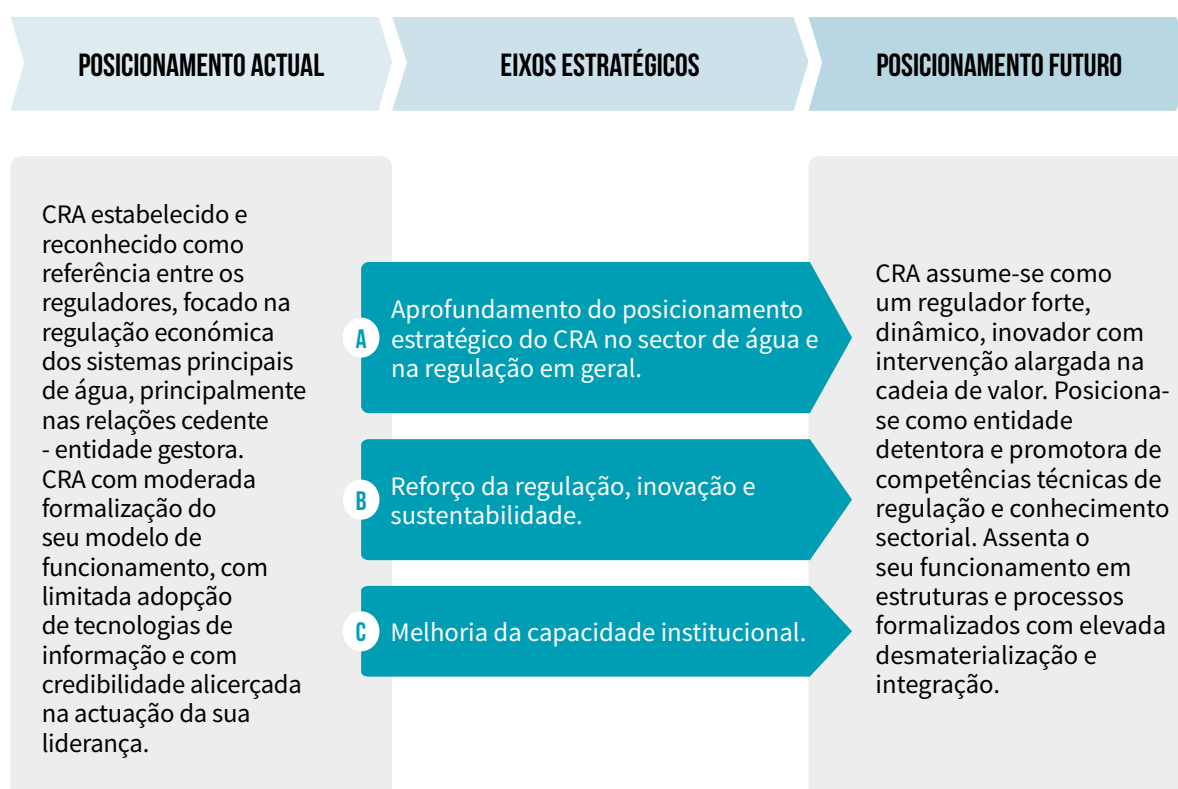 POSICIONAMENTO ACTUAL
EIXOS ESTRATÉGICOS
POSICIONAMENTO FUTURO
CRA estabelecido e
reconhecido como
referência entre os
reguladores, focado na
regulação económica
dos sistemas principais
de água, principalmente
nas relações cedente
- entidade gestora.
CRA com moderada
formalização do
seu modelo de
funcionamento, com
limitada adopção
de tecnologias de
informação e com
credibilidade alicerçada
na actuação da sua
liderança.
A
Aprofundamento do posicionamento
estratégico do CRA no sector de água e
na regulação em geral.
B
Reforço da regulação, inovação e
sustentabilidade.
C
Melhoria da capacidade institucional.
CRA assume-se como
um regulador forte,
dinâmico, inovador com
intervenção alargada na
cadeia de valor. Posiciona-
se como entidade
detentora e promotora de
competências técnicas de
regulação e conhecimento
sectorial. Assenta o
seu funcionamento em
estruturas e processos
formalizados com elevada
desmaterialização e
integração.